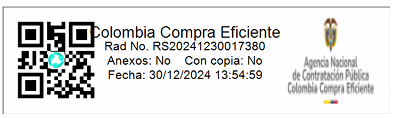 Colombia Compra Eficiente
Rad No. RS20241230017380
Anexos: No Con copia: No
Fecha: 30/12/2024 13:54:59
Agencia Nacional
de Contratación Pública
Colombia Compra Eficiente